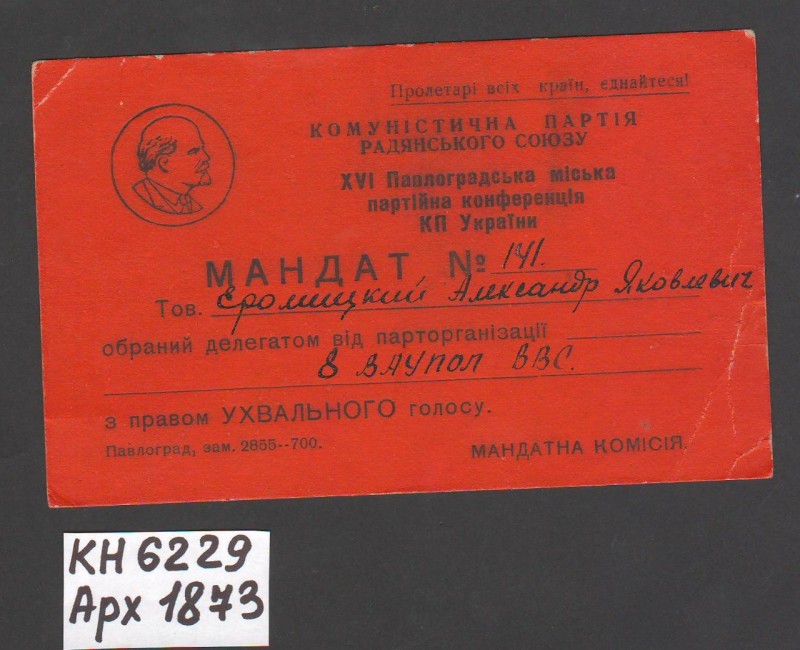 Пролетарі всіх країн, єднайтеся!
КОМУНІСТИЧНА ПАРТІЯ
РАДЯНСЬКОГО СОЮЗУ
XVI Павлоградська міська
партійна конференція
КП України
МАНДАТ № 141.
Тов. Еромицкий Александр Яковлевич
обраний делегатом від парторганізації
8 ВАУПОЛ ВВС.
з правом УХВАЛЬНОГО голосу.
Павлоград, зам. 2655--700.
МАНДАТНА КОМІСІЯ.
КН 6229
Арх 1873